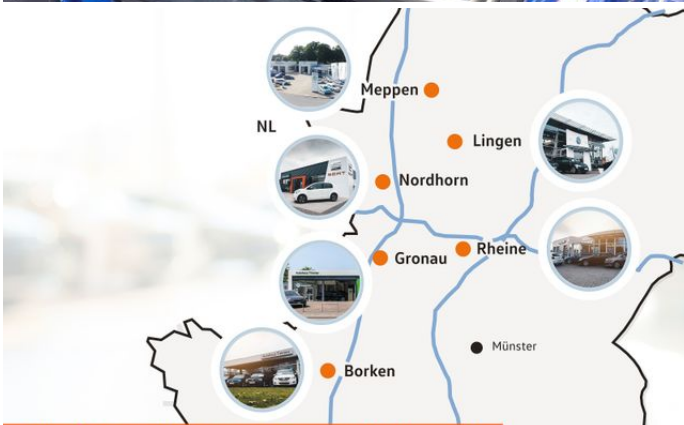 Meppen
NL
Lingen
Nordhorn
Gronau
Rheine
Münster
Borken